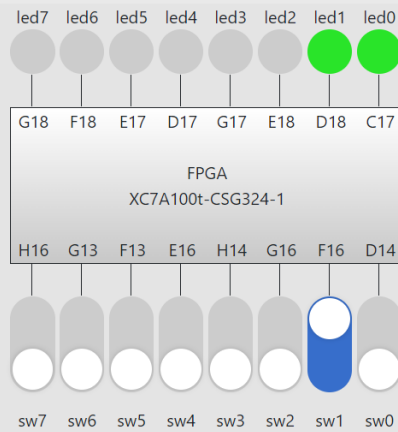 led7 led6 led5 led4 led3 led2 led1 led0
G18 F18 E17 D17 G17 E18 D18 C17
FPGA
XC7A100t-CSG324-1
H16 G13 F13 E16 H14 G16 F16 D14
sw7 sw6 sw5 sw4 sw3 sw2 sw1 sw0